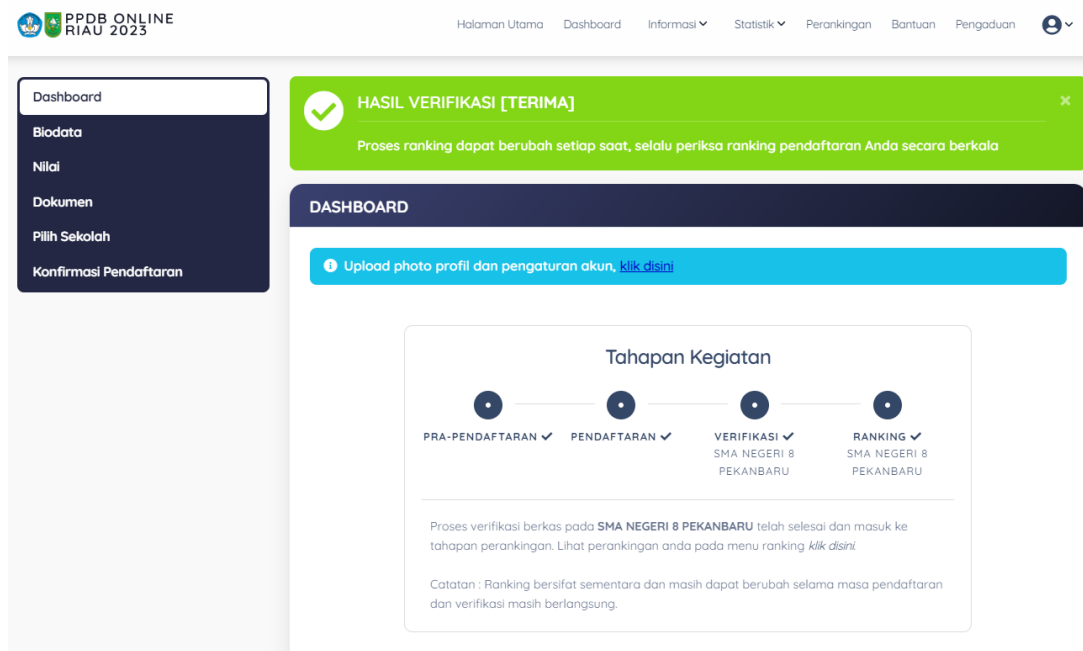 PPDB ONLINE
RIAU 2023
Halaman Utama Dashboard Informasi Statistik Perankingan Bantuan Pengaduan
Dashboard
Biodata
Nilai
Dokumen
Pilih Sekolah
Konfirmasi Pendaftaran
HASIL VERIFIKASI [TERIMA]
×
Proses ranking dapat berubah setiap saat, selalu periksa ranking pendaftaran Anda secara berkala
DASHBOARD
Upload photo profil dan pengaturan akun, klik disini
Tahapan Kegiatan
PRA-PENDAFTARAN ✔ PENDAFTARAN ✔ VERIFIKASI ✔ RANKING ✔
SMA NEGERI 8 SMA NEGERI 8
PEKANBARU PEKANBARU
Proses verifikasi berkas pada SMA NEGERI 8 PEKANBARU telah selesai dan masuk ke
tahapan perankingan. Lihat perankingan anda pada menu ranking klik disini.
Catatan : Ranking bersifat sementara dan masih dapat berubah selama masa pendaftaran
dan verifikasi masih berlangsung.